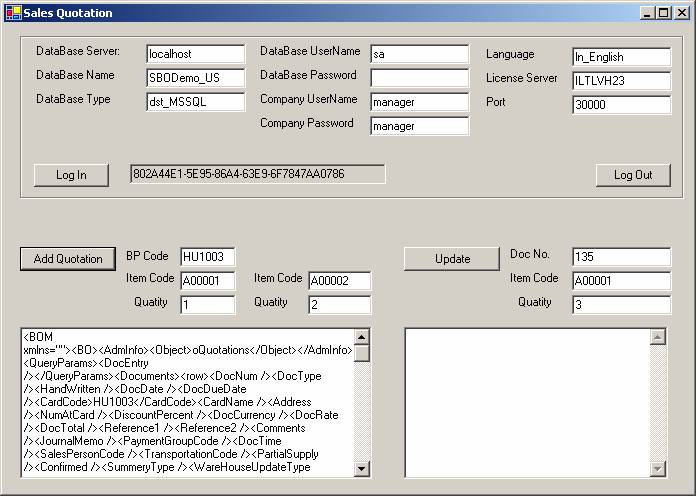 Sales Quotation
DataBase Server: localhost DataBase UserName sa Language ln_English
DataBase Name SBODemo_US DataBase Password License Server ILTLVH23
DataBase Type dst_MSSQL Company UserName manager Port 30000
Company Password manager
Log In 802A44E1-5E95-86A4-63E9-6F7847AA0786 Log Out
Add Quotation BP Code HU1003 Update Doc No. 135
Item Code A00001 Item Code A00002 Item Code A00001
Quatity 1 Quatity 2 Quatity 3
<BOM
xmlns=""><BO><AdmInfo><Object>oQuotations</Object></AdmInfo>
<QueryParams><DocEntry
/></QueryParams><Documents><row><DocNum /><DocType
/><HandWritten /><DocDate /><DocDueDate
/><CardCode>HU1003</CardCode><CardName /><Address
/><NumAtCard /><DiscountPercent /><DocCurrency /><DocRate
/><DocTotal /><Reference1 /><Reference2 /><Comments
/><JournalMemo /><PaymentGroupCode /><DocTime
/><SalesPersonCode /><TransportationCode /><PartialSupply
/><Confirmed /><SummeryType /><WareHouseUpdateType